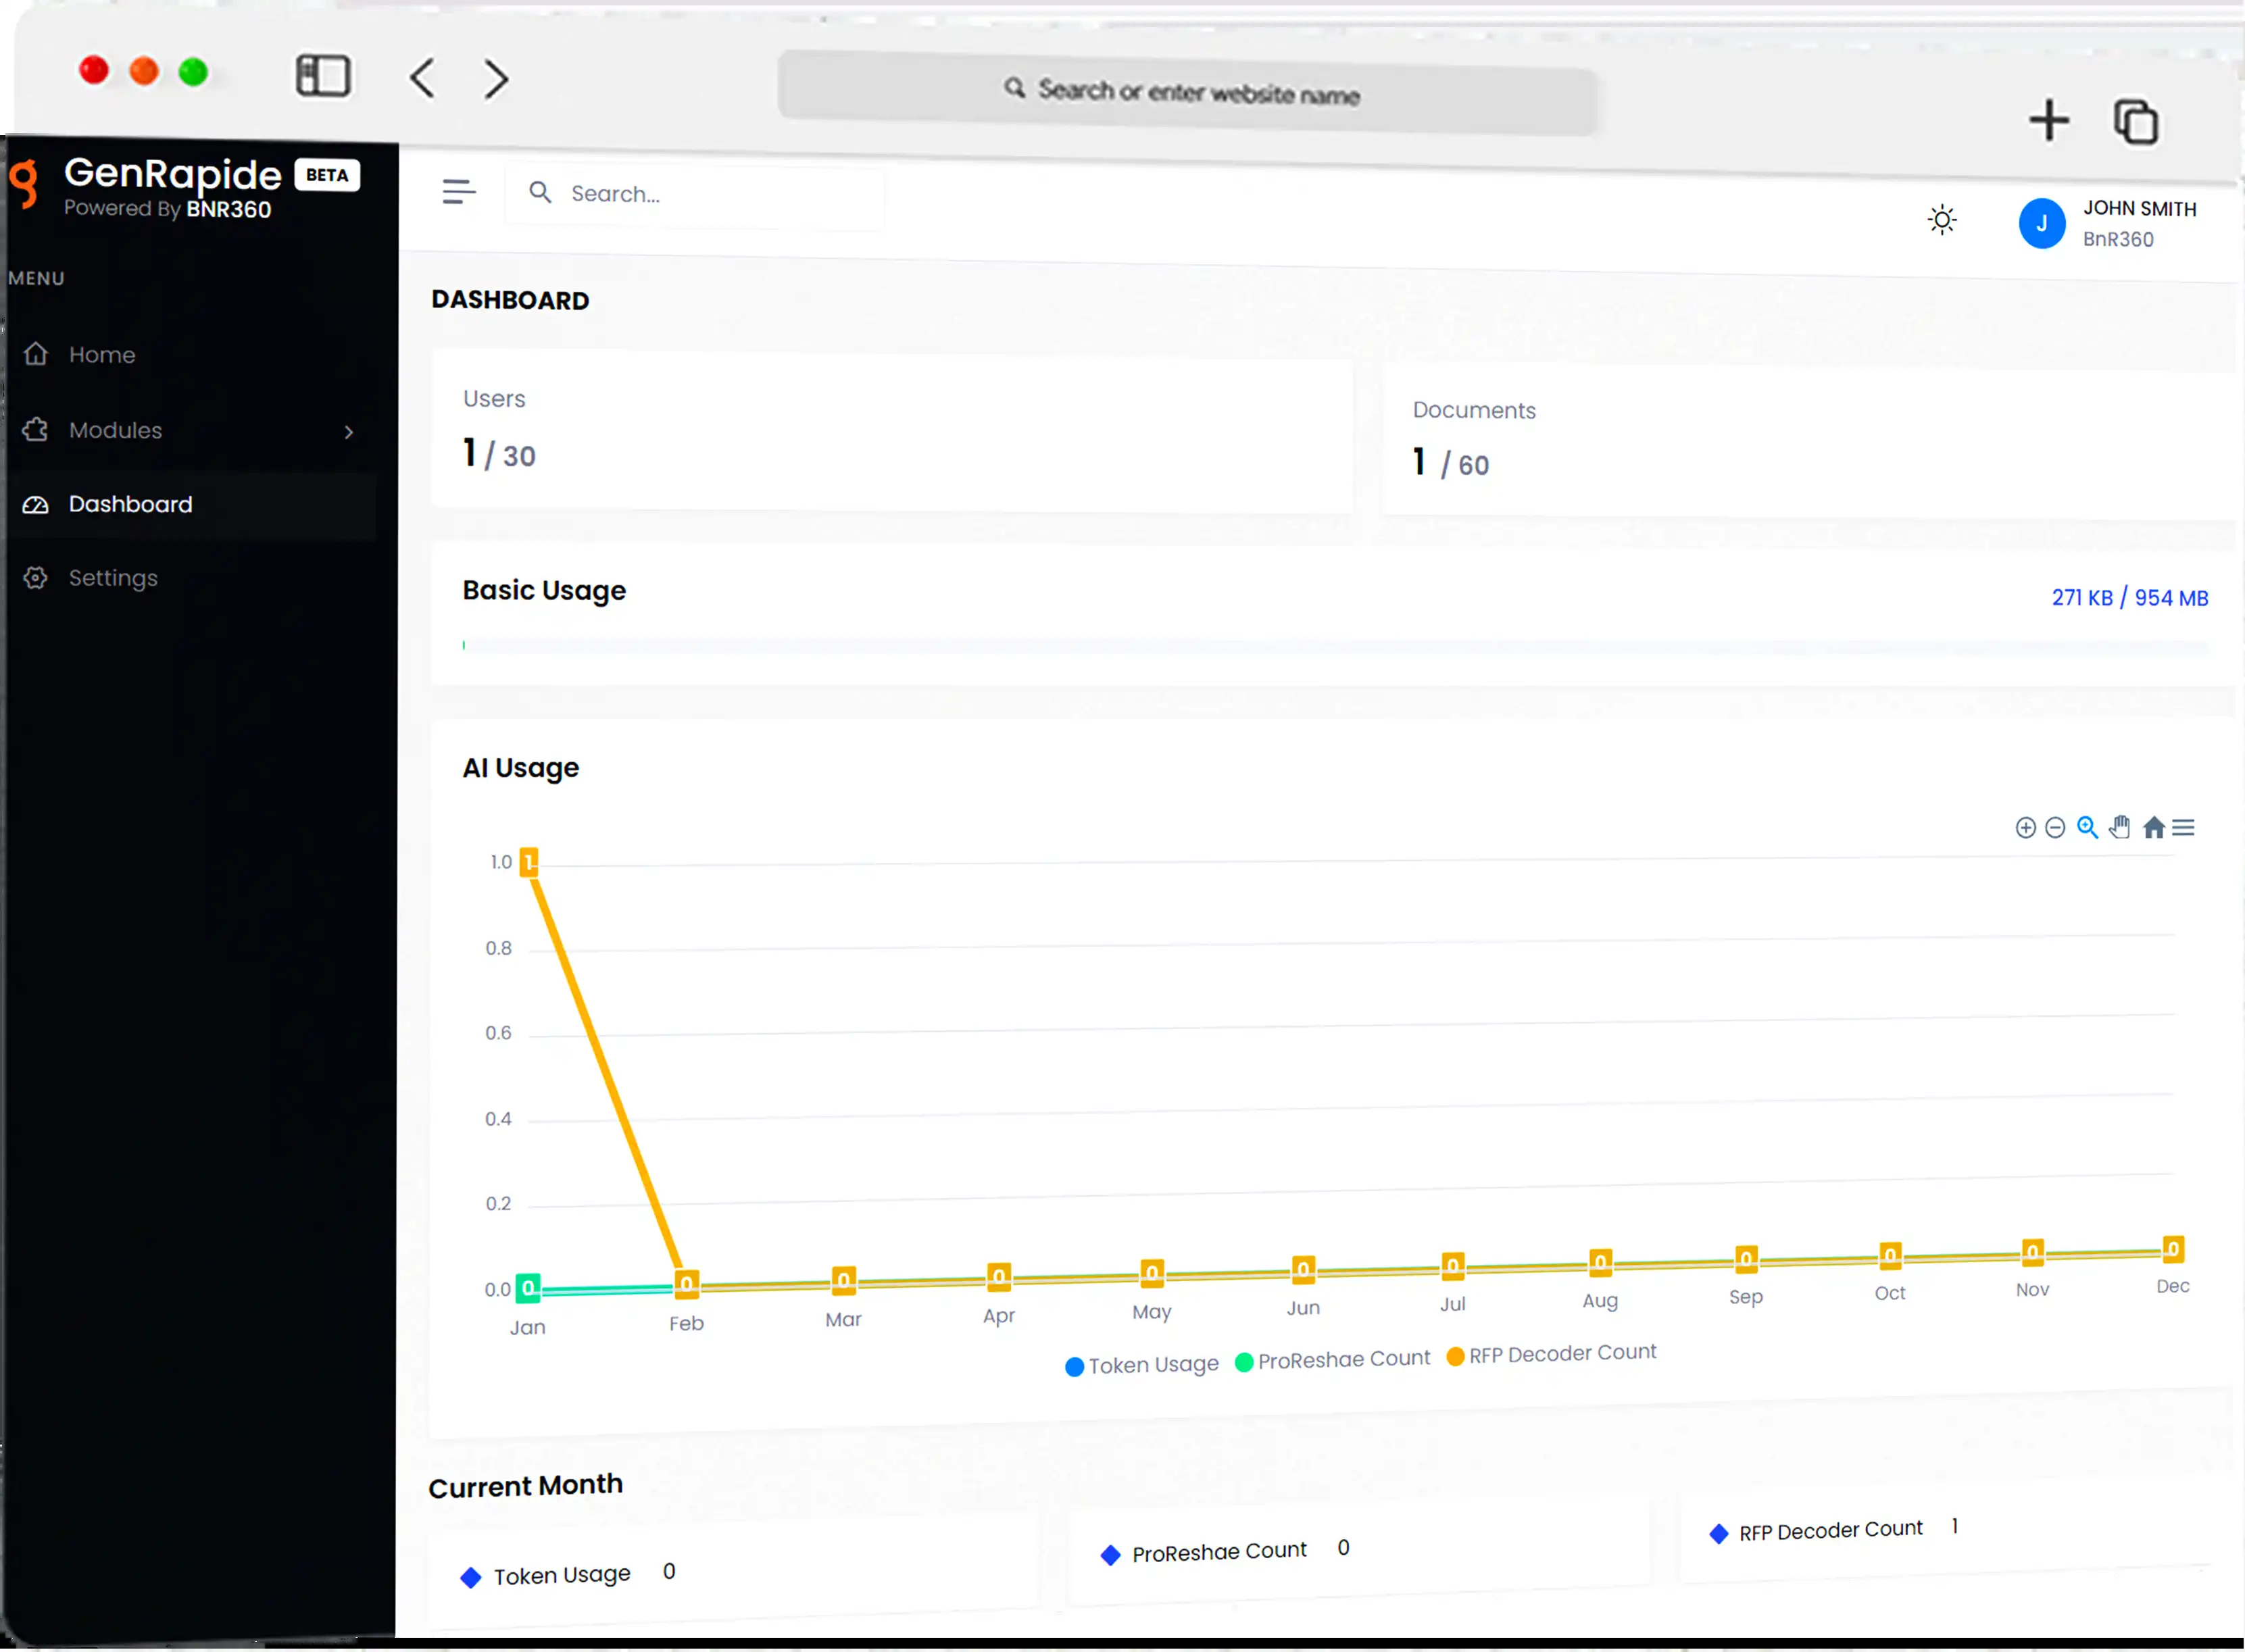 Search or enter website name
GenRapide BETA
Powered By BNR360
Search...
JOHN SMITH
J
BnR360
MENU
Home
Modules
Dashboard
Settings
DASHBOARD
Users
1 / 30
Documents
1 / 60
Basic Usage
271 KB / 954 MB
AI Usage
1.0
0.8
0.6
0.4
0.2
0.0
1
0 0 0 0 0 0 0 0 0 0 0 0
Jan Feb Mar Apr May Jun Jul Aug Sep Oct Nov Dec
Token Usage ProReshae Count RFP Decoder Count
Current Month
Token Usage 0
ProReshae Count 0
RFP Decoder Count 1